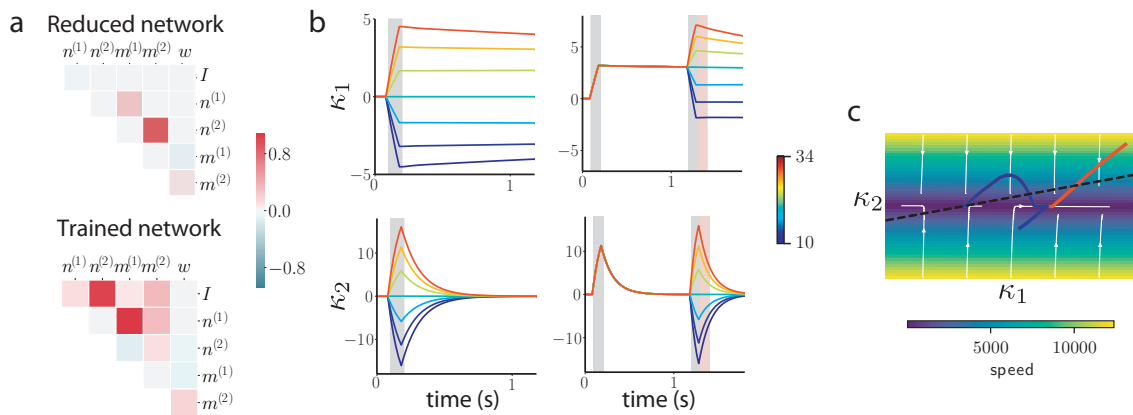 a
Reduced network
n(1) n(2) m(1) m(2) w
I
n(1)
n(2)
m(1)
m(2)
0.8
0.0
−0.8
Trained network
n(1) n(2) m(1) m(2) w
I
n(1)
n(2)
m(1)
m(2)
b
κ1
5
0
−5
0
1
5
0
−5
κ2
10
0
−10
0
1
time (s)
10
0
−10
0
1
time (s)
34
10
c
κ2
κ1
5000
10000
speed